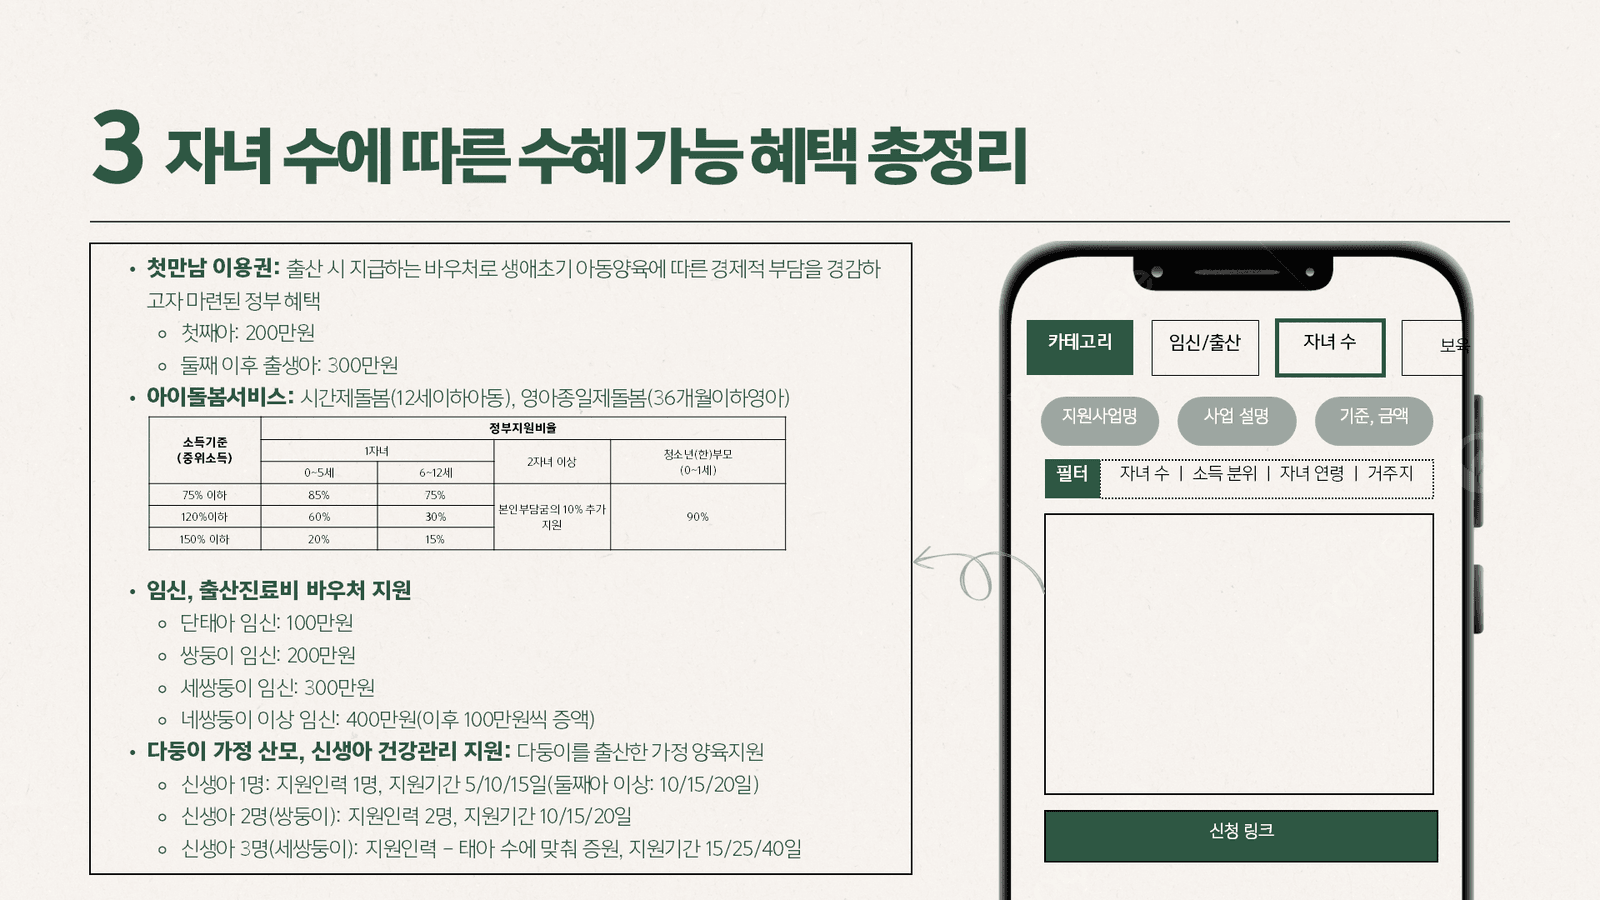 3 자녀 수에 따른 수혜 가능 혜택 총정리
• 첫만남 이용권: 출산 시 지급하는 바우처로 생애초기 아동양육에 따른 경제적 부담을 경감하
고자 마련된 정부 혜택
첫째아: 200만원
둘째 이후 출생아: 300만원
• 아이돌봄서비스: 시간제돌봄(12세이하아동), 영아종일제돌봄(36개월이하영아)
소득기준
(중위소득)
정부지원비율
1자녀
2자녀 이상
청소년(한)부모
(0~1세)
0~5세
6~12세
75% 이하
85%
75%
본인부담금의 10% 추가
지원
90%
120%이하
60%
30%
150% 이하
20%
15%
• 임신, 출산진료비 바우처 지원
단태아 임신: 100만원
쌍둥이 임신: 200만원
세쌍둥이 임신: 300만원
네쌍둥이 이상 임신: 400만원(이후 100만원씩 증액)
• 다둥이 가정 산모, 신생아 건강관리 지원: 다둥이를 출산한 가정 양육지원
신생아 1명: 지원인력 1명, 지원기간 5/10/15일(둘째아 이상: 10/15/20일)
신생아 2명(쌍둥이): 지원인력 2명, 지원기간 10/15/20일
신생아 3명(세쌍둥이): 지원인력 – 태아 수에 맞춰 증원, 지원기간 15/25/40일
카테고리
임신/출산
자녀 수
보육
지원사업명
사업 설명
기준, 금액
필터
자녀 수 | 소득 분위 | 자녀 연령 | 거주지
신청 링크